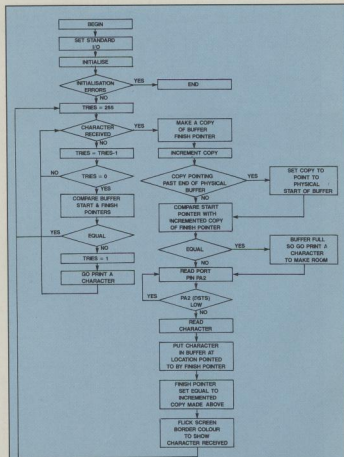 BEGIN
SET STANDARD
I/O
INITIALISE
INITIALISATION
ERRORS
YES
END
NO
TRIES = 255
CHARACTER
RECEIVED
YES
NO
TRIES = TRIES-1
NO
TRIES = 0
YES
COMPARE BUFFER
START & FINISH
POINTERS
YES
EQUAL
NO
TRIES = 1
GO PRINT A
CHARACTER
MAKE A COPY
OF BUFFER
FINISH POINTER
INCREMENT COPY
COPY POINTING
PAST END OF PHYSICAL
BUFFER
YES
SET COPY TO
POINT TO
PHYSICAL
START OF BUFFER
NO
COMPARE START
POINTER WITH
INCREMENTED COPY
OF FINISH POINTER
EQUAL
YES
BUFFER FULL
SO GO PRINT A
CHARACTER
TO MAKE ROOM
NO
READ PORT
PIN PA2
YES
PA2 (/ISTS)
LOW
NO
READ
CHARACTER
PUT CHARACTER
IN BUFFER AT
LOCATION POINTED
TO BY FINISH POINTER
FINISH POINTER
SET EQUAL TO
INCREMENTED
COPY MADE ABOVE
FLICK SCREEN
BORDER COLOUR
TO SHOW
CHARACTER RECEIVED